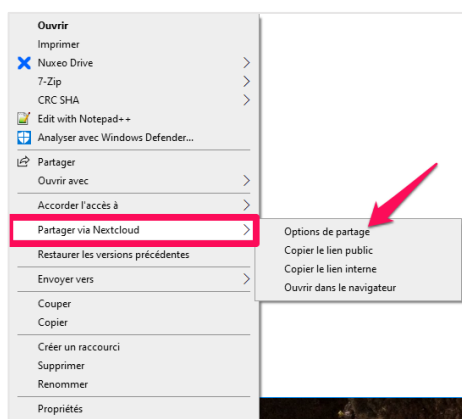 Ouvrir
Imprimer
Nuxeo Drive
7-Zip
CRC SHA
Edit with Notepad++
Analyser avec Windows Defender...
Partager
Ouvrir avec
Accorder l'accès à
Partager via Nextcloud
Restaurer les versions précédentes
Envoyer vers
Couper
Copier
Créer un raccourci
Supprimer
Renommer
Propriétés
Options de partage
Copier le lien public
Copier le lien interne
Ouvrir dans le navigateur